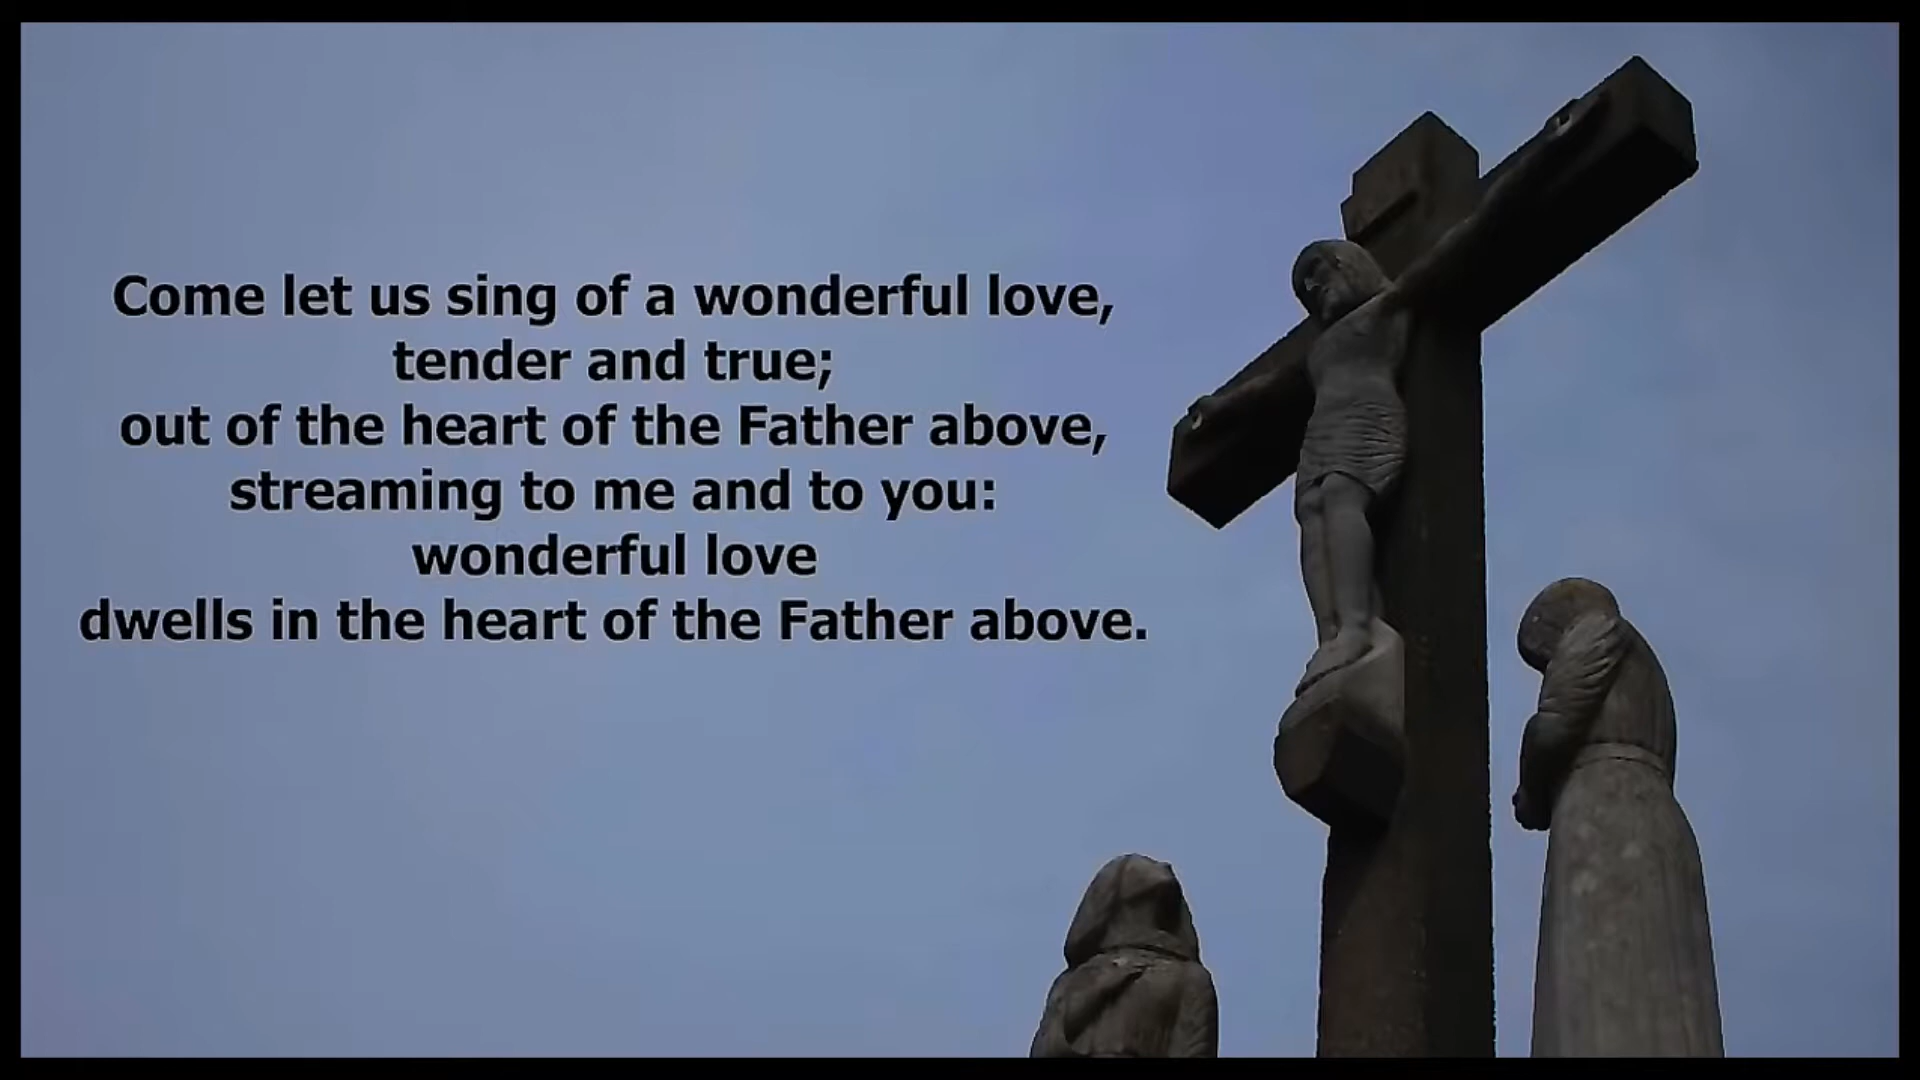 Come let us sing of a wonderful love,
tender and true;
out of the heart of the Father above,
streaming to me and to you:
wonderful love
dwells in the heart of the Father above.